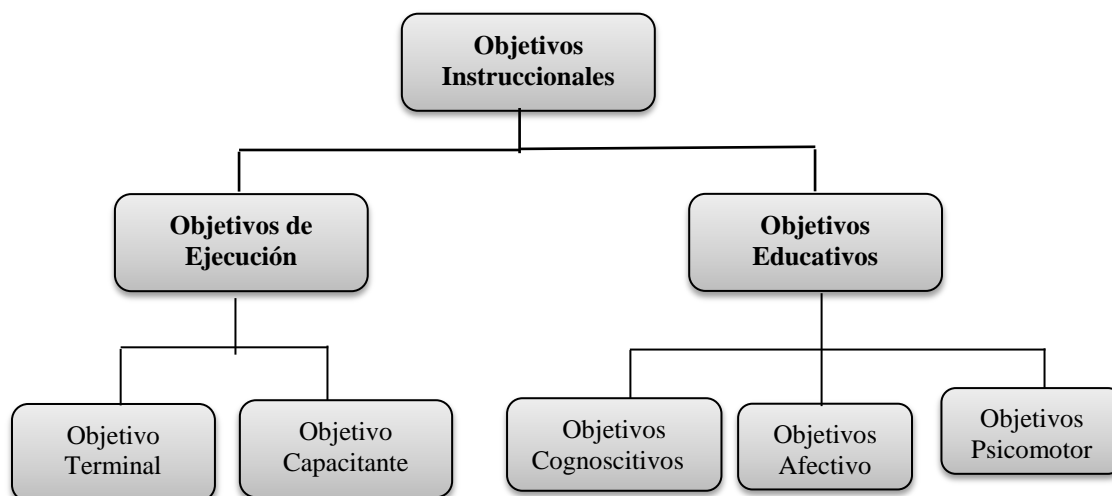 Objetivos
Instruccionales
Objetivos de
Ejecución
Objetivos
Educativos
Objetivo
Terminal
Objetivo
Capacitante
Objetivos
Cognoscitivos
Objetivos
Afectivo
Objetivos
Psicomotor